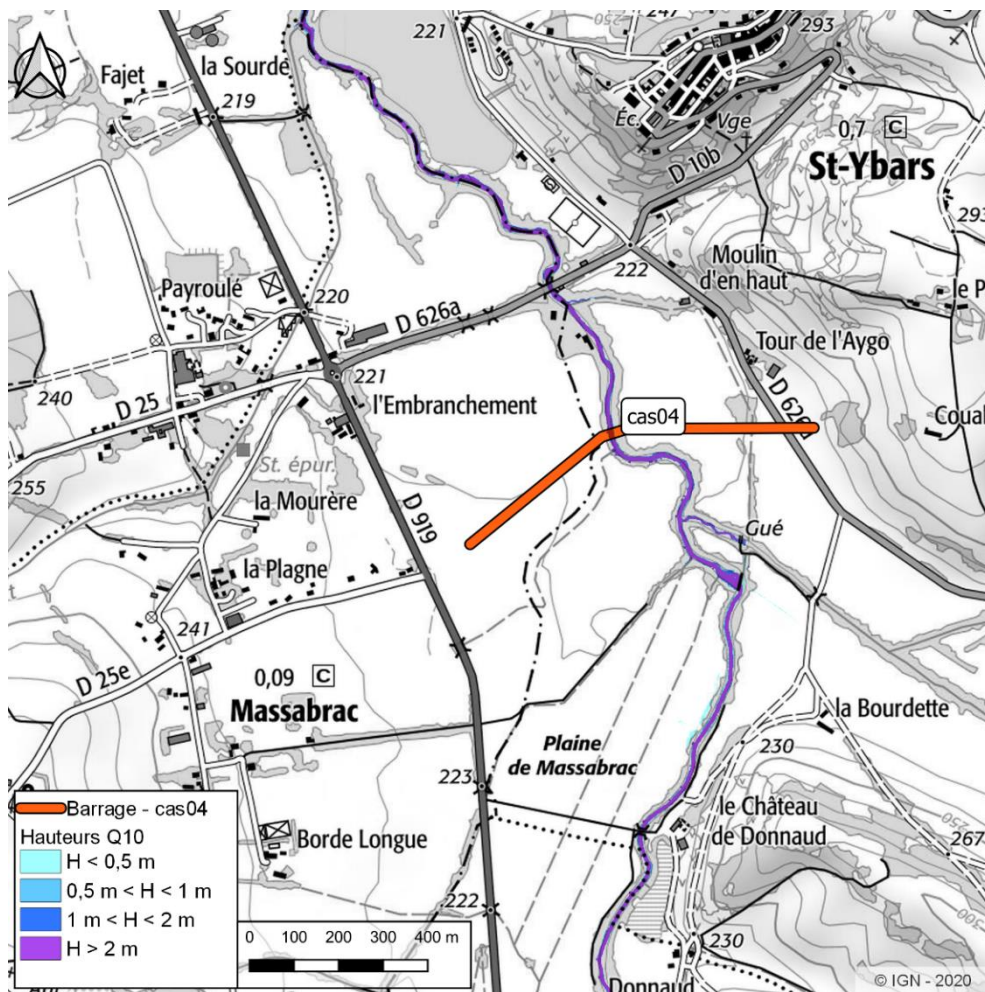 221
247
293
Fajet
la Sourde
219
Éc.
Vge
0,7 C
D 10b
St-Ybars
293
222
Moulin
d'en haut
Payroulé
220
D 626a
Tour de l'Aygo
240
D 25
221
l'Embranchement
cas04
St. épur.
255
la Mourère
D 919
Gué
la Plagne
241
D 25e
0,09 C
Massabrac
la Bourdette
230
Plaine
de Massabrac
223
le Château
de Donnaud
Borde Longue
267
222
230
Donnaud
Barrage - cas04
Hauteurs Q10
H < 0,5 m
0,5 m < H < 1 m
1 m < H < 2 m
H > 2 m
0 100 200 300 400 m
© IGN - 2020